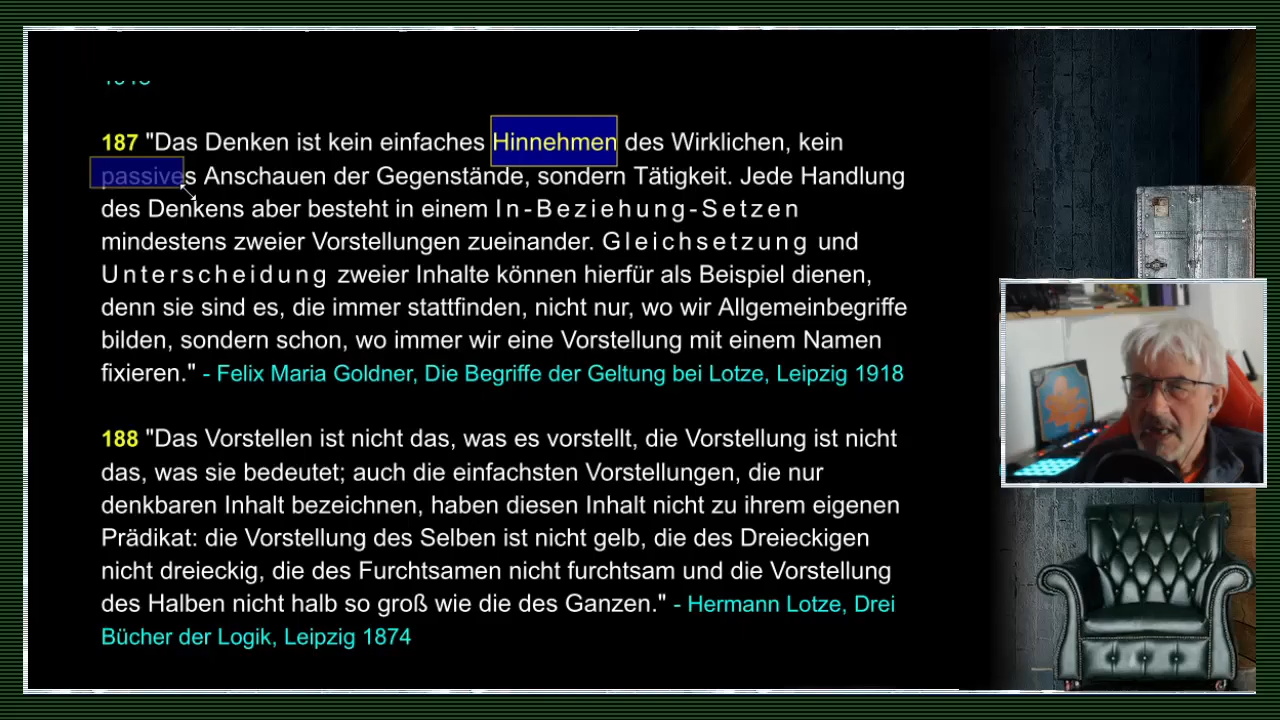 187 "Das Denken ist kein einfaches Hinnehmen des Wirklichen, kein
passives Anschauen der Gegenstände, sondern Tätigkeit. Jede Handlung
des Denkens aber besteht in einem In-Beziehung-Setzen
mindestens zweier Vorstellungen zueinander. Gleichsetzung und
Unterscheidung zweier Inhalte können hierfür als Beispiel dienen,
denn sie sind es, die immer stattfinden, nicht nur, wo wir Allgemeinbegriffe
bilden, sondern schon, wo immer wir eine Vorstellung mit einem Namen
fixieren." - Felix Maria Goldner, Die Begriffe der Geltung bei Lotze, Leipzig 1918
188 "Das Vorstellen ist nicht das, was es vorstellt, die Vorstellung ist nicht
das, was sie bedeutet; auch die einfachsten Vorstellungen, die nur
denkbaren Inhalt bezeichnen, haben diesen Inhalt nicht zu ihrem eigenen
Prädikat: die Vorstellung des Selben ist nicht gelb, die des Dreieckigen
nicht dreieckig, die des Furchtsamen nicht furchtsam und die Vorstellung
des Halben nicht halb so groß wie die des Ganzen." - Hermann Lotze, Drei
Bücher der Logik, Leipzig 1874